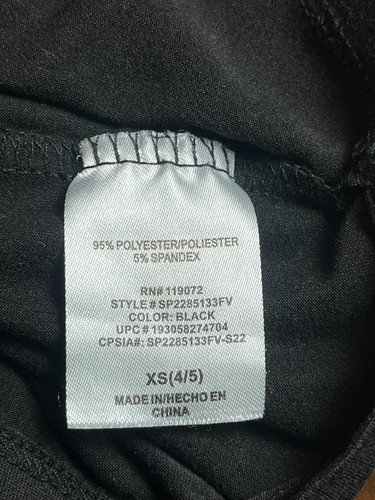 95% POLYESTER/POLIESTER
5% SPANDEX
RN# 119072
STYLE # SP2285133FV
COLOR: BLACK
UPC # 193058274704
CPSIA#: SP2285133FV-S22
XS(4/5)
MADE IN/HECHO EN
CHINA